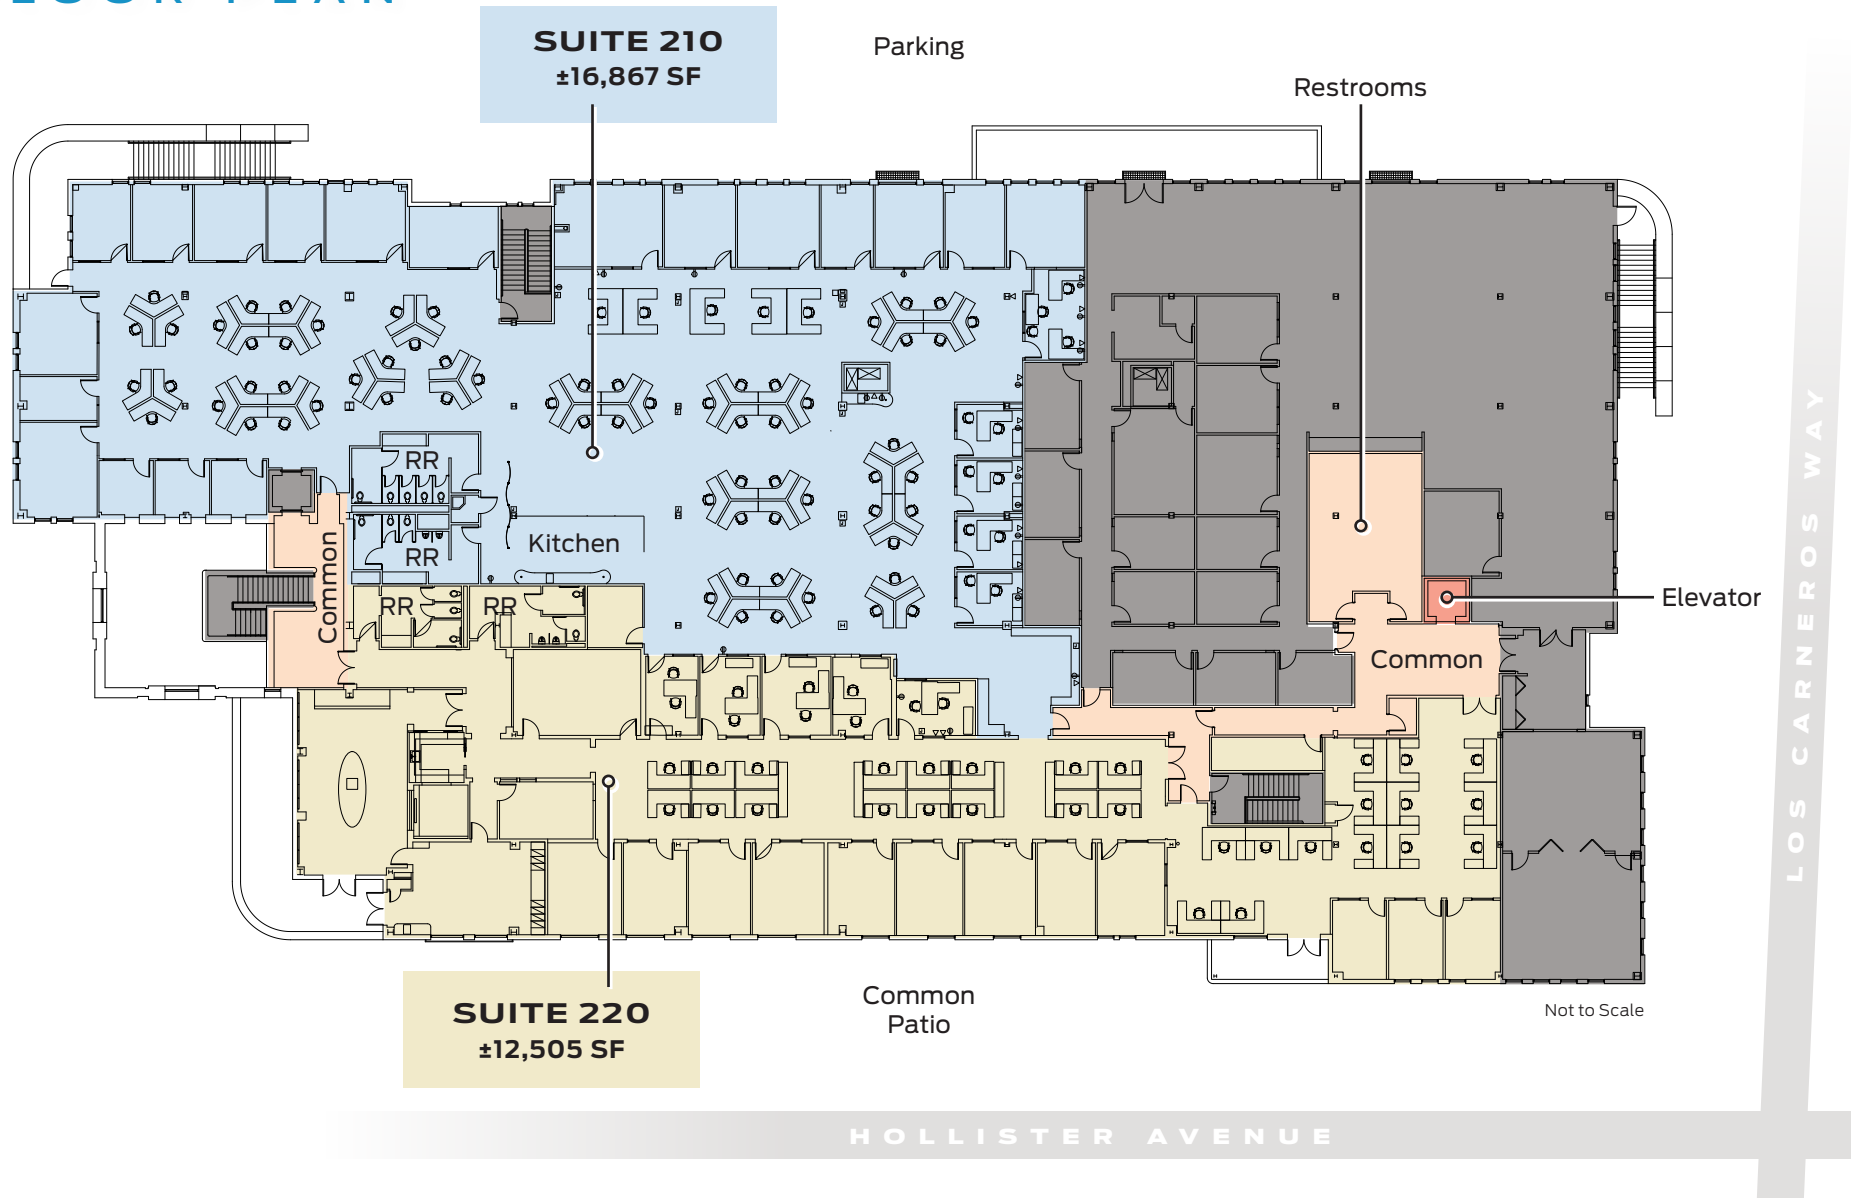 SUITE 210
±16,867 SF
Parking
Restrooms
RR
RR
Kitchen
Common
RR
RR
Elevator
Common
SUITE 220
±12,505 SF
Common
Patio
Not to Scale
LOS CARNEROS WAY
HOLLISTER AVENUE